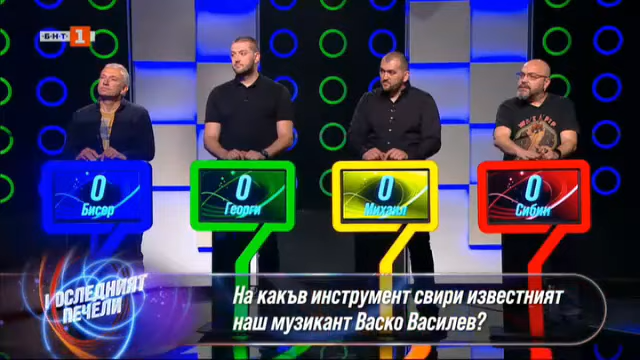 БНТ 1
0
Бисер
0
Георги
0
Михаил
0
Сибин
ПОСЛЕДНИЯТ
ПЕЧЕЛИ
На какъв инструмент свири известният
наш музикант Васко Василев?